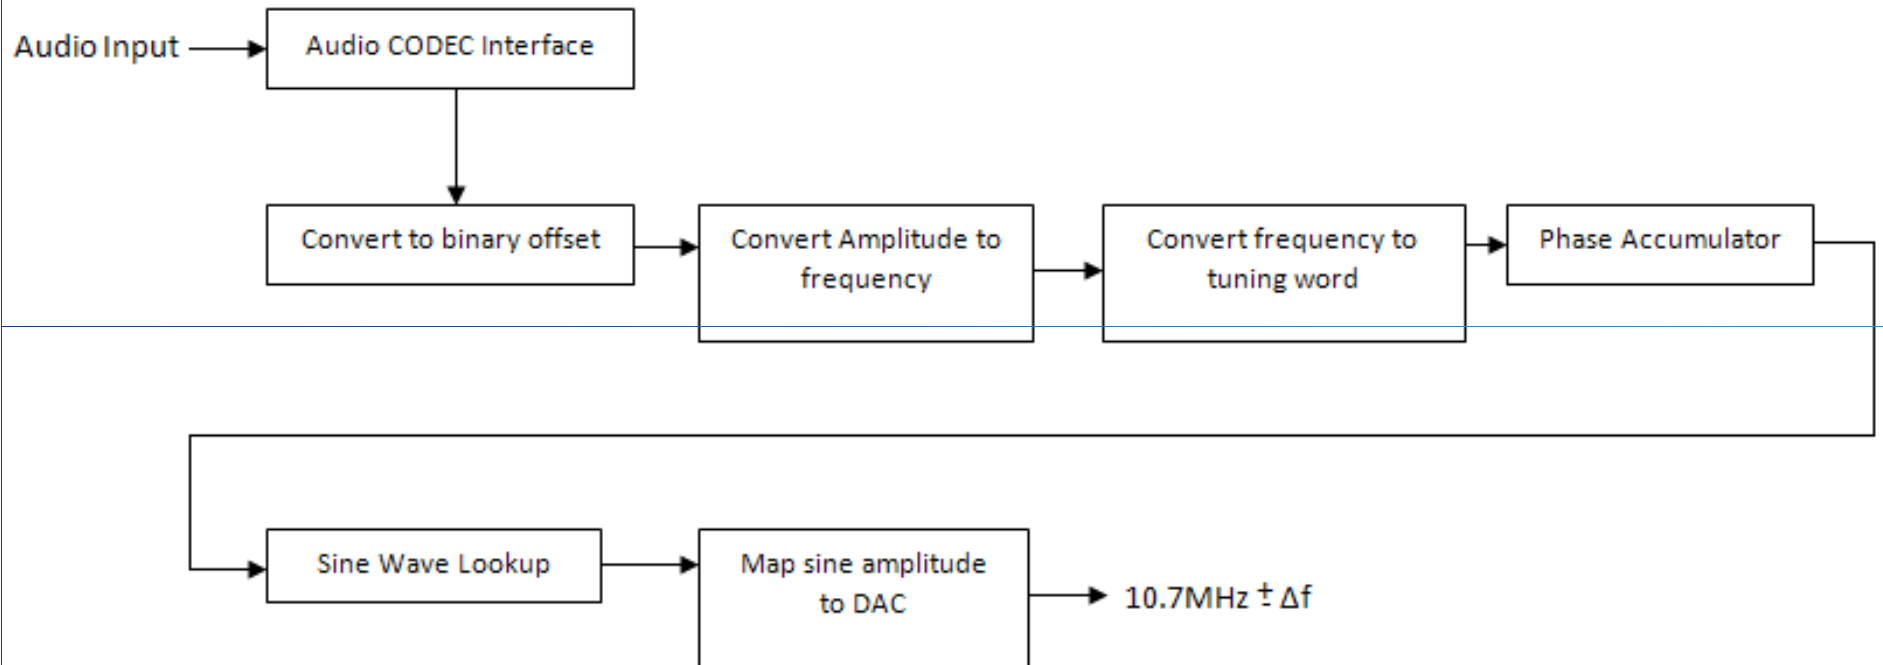 Audio Input
Audio CODEC Interface
Convert to binary offset
Convert Amplitude to
frequency
Convert frequency to
tuning word
Phase Accumulator
Sine Wave Lookup
Map sine amplitude
to DAC
10.7MHz ± Δf